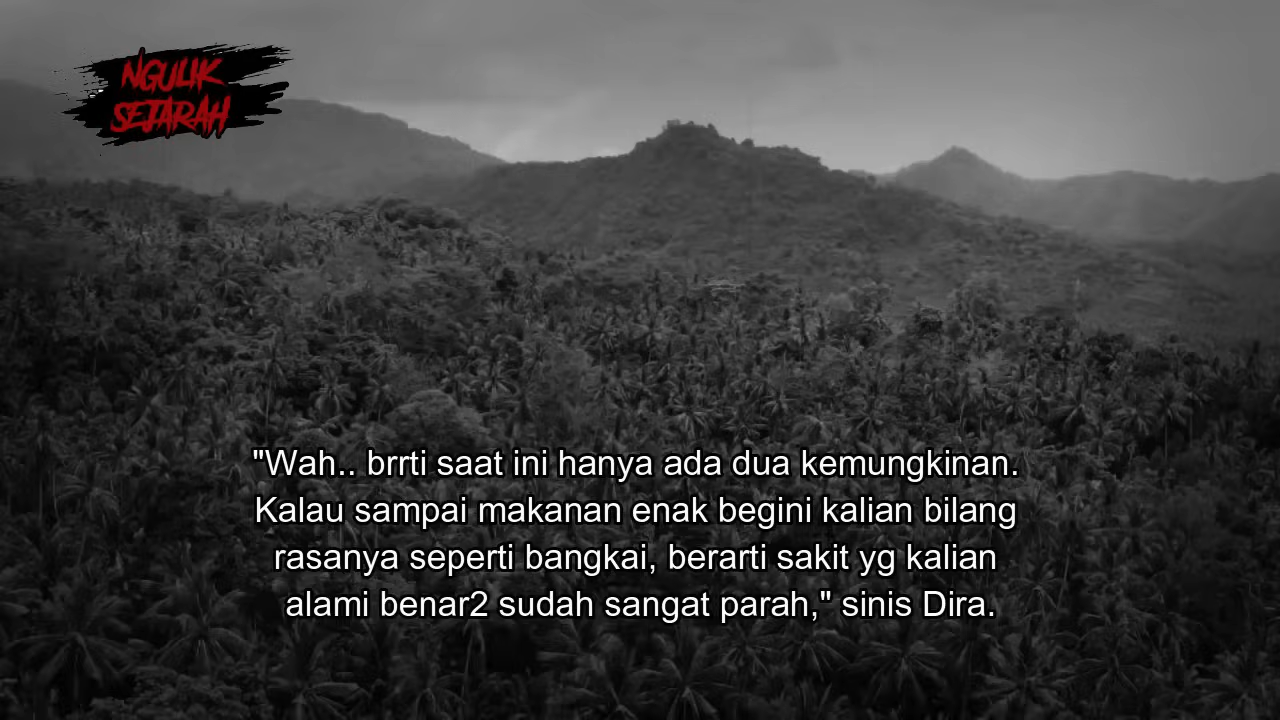 NGULIK
SEJARAH
"Wah.. brrti saat ini hanya ada dua kemungkinan.
Kalau sampai makanan enak begini kalian bilang
rasanya seperti bangkai, berarti sakit yg kalian
alami benar2 sudah sangat parah," sinis Dira.